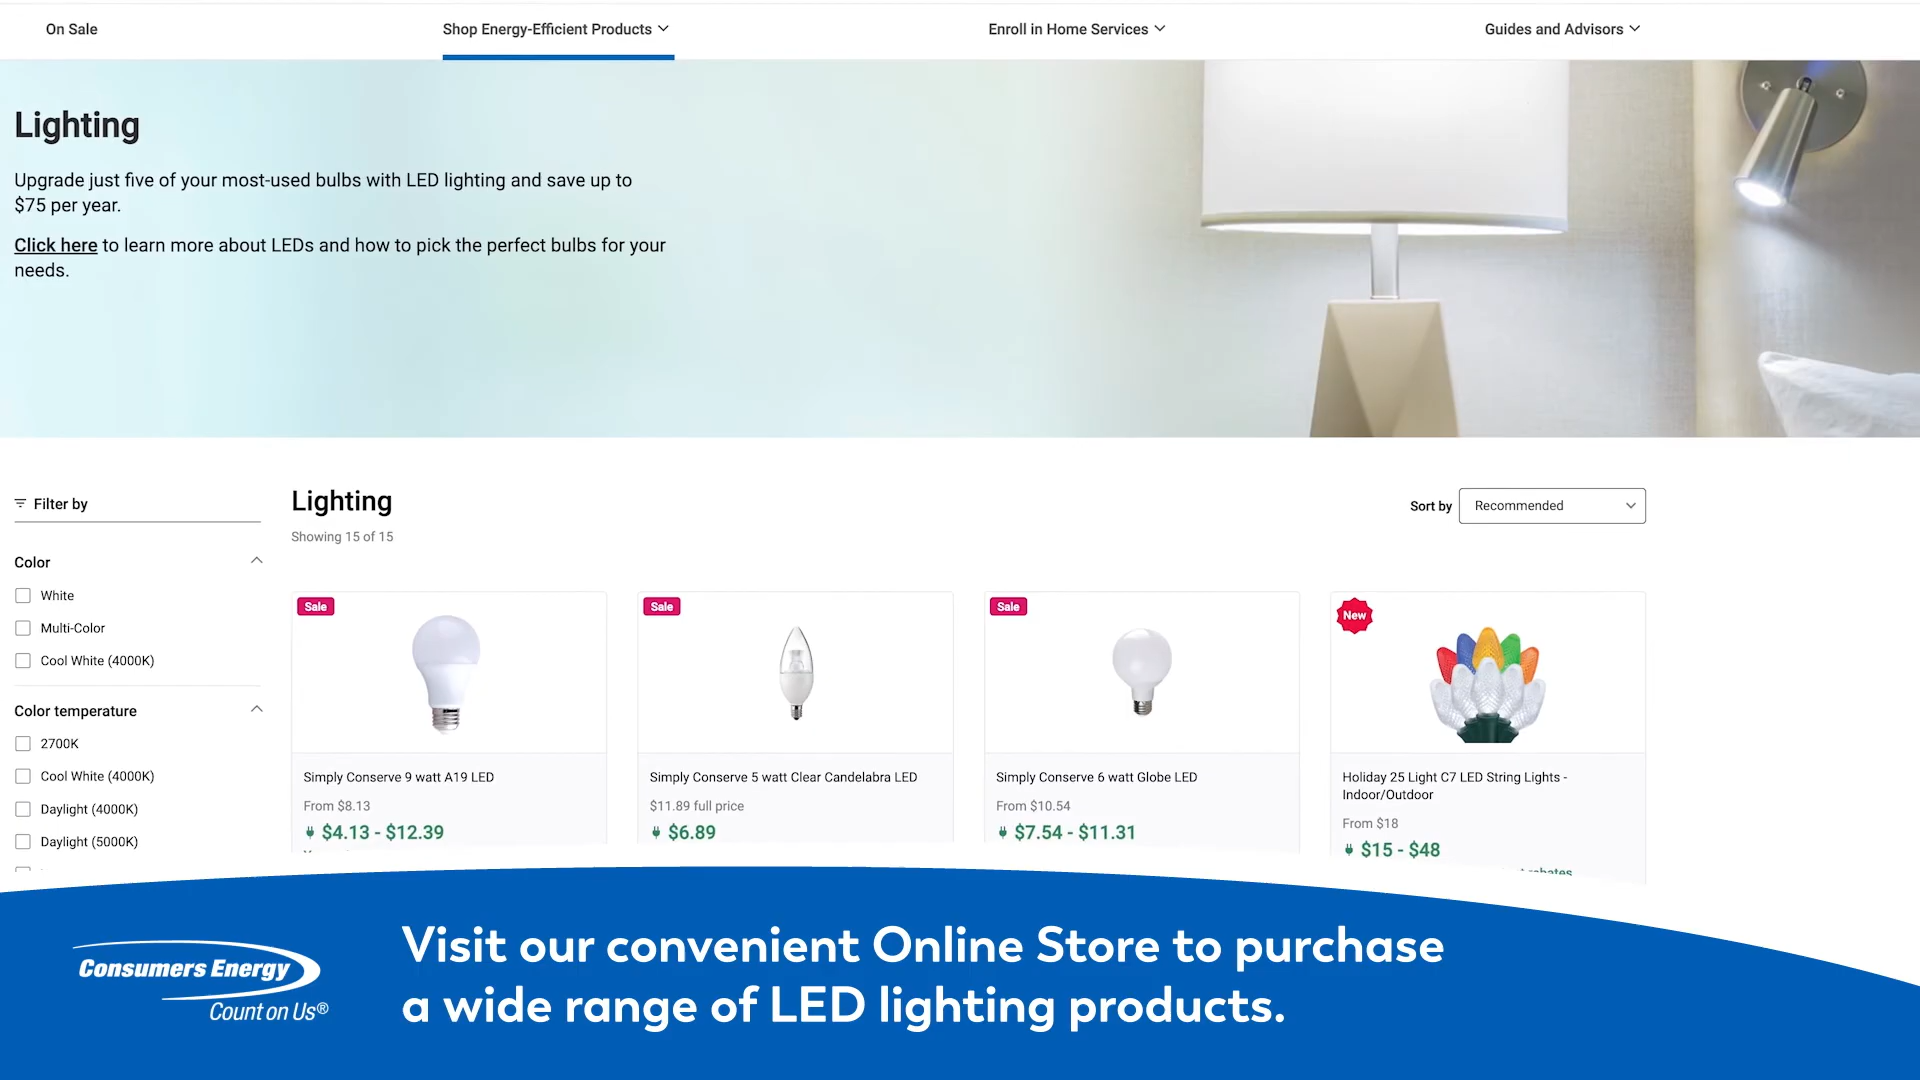 On Sale
Shop Energy-Efficient Products
Enroll in Home Services
Guides and Advisors
Lighting
Upgrade just five of your most-used bulbs with LED lighting and save up to
$75 per year.
Click here to learn more about LEDs and how to pick the perfect bulbs for your
needs.
Filter by
Color
White
Multi-Color
Cool White (4000K)
Color temperature
2700K
Cool White (4000K)
Daylight (4000K)
Daylight (5000K)
Lighting
Showing 15 of 15
Sort by
Recommended
Sale
Simply Conserve 9 watt A19 LED
From $8.13
$4.13 - $12.39
Sale
Simply Conserve 5 watt Clear Candelabra LED
$11.89 full price
$6.89
Sale
Simply Conserve 6 watt Globe LED
From $10.54
$7.54 - $11.31
New
Holiday 25 Light C7 LED String Lights -
Indoor/Outdoor
From $18
$15 - $48
rebates
Consumers Energy
Count on Us®
Visit our convenient Online Store to purchase
a wide range of LED lighting products.